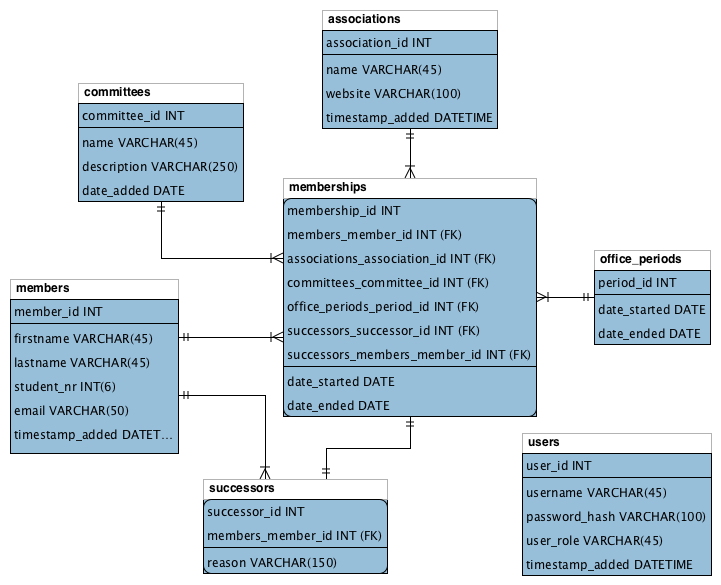 associations
association_id INT
name VARCHAR(45)
website VARCHAR(100)
timestamp_added DATETIME
committees
committee_id INT
name VARCHAR(45)
description VARCHAR(250)
date_added DATE
memberships
membership_id INT
members_member_id INT (FK)
associations_association_id INT (FK)
committees_committee_id INT (FK)
office_periods_period_id INT (FK)
successors_successor_id INT (FK)
successors_members_member_id INT (FK)
date_started DATE
date_ended DATE
office_periods
period_id INT
date_started DATE
date_ended DATE
members
member_id INT
firstname VARCHAR(45)
lastname VARCHAR(45)
student_nr INT(6)
email VARCHAR(50)
timestamp_added DATET...
successors
successor_id INT
members_member_id INT (FK)
reason VARCHAR(150)
users
user_id INT
username VARCHAR(45)
password_hash VARCHAR(100)
user_role VARCHAR(45)
timestamp_added DATETIME